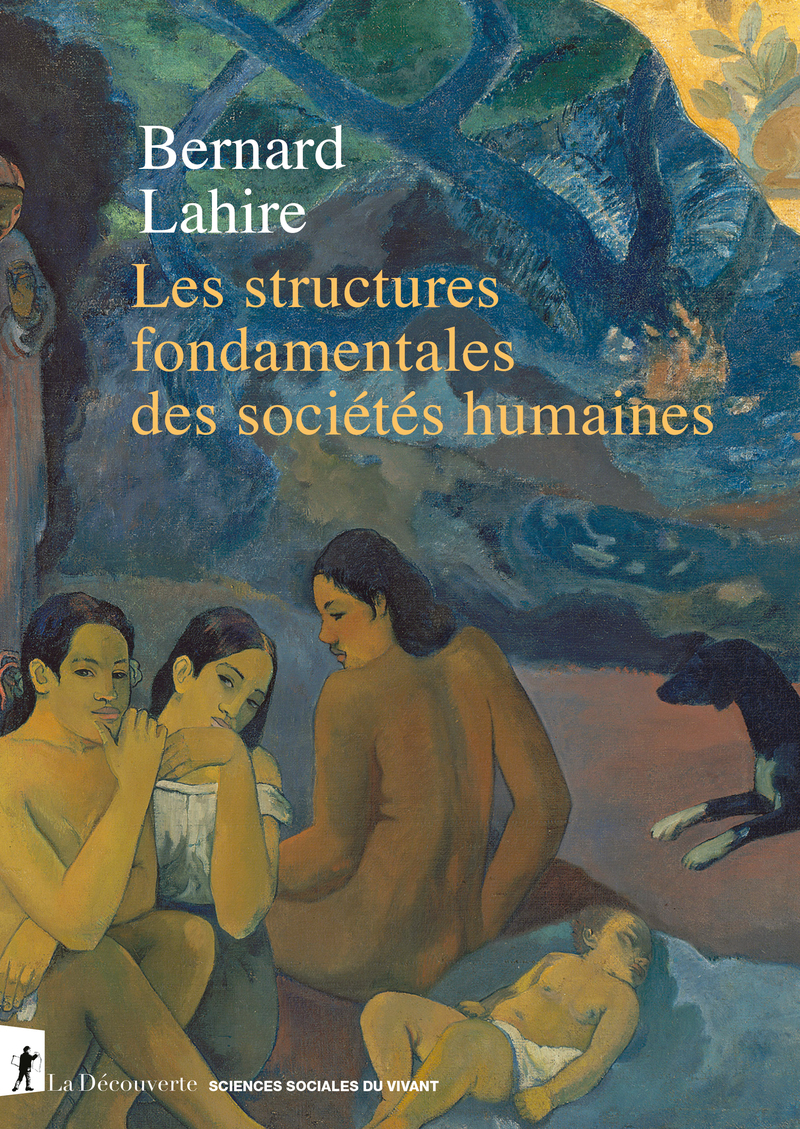 Bernard
Lahire
Les structures
fondamentales
des sociétés humaines
La Découverte SCIENCES SOCIALES DU VIVANT